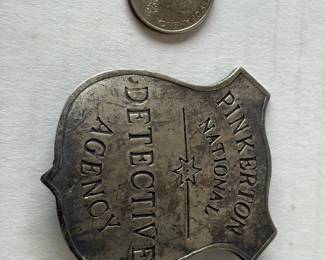 PINKERTON
NATIONAL
DETECTIVE
AGENCY